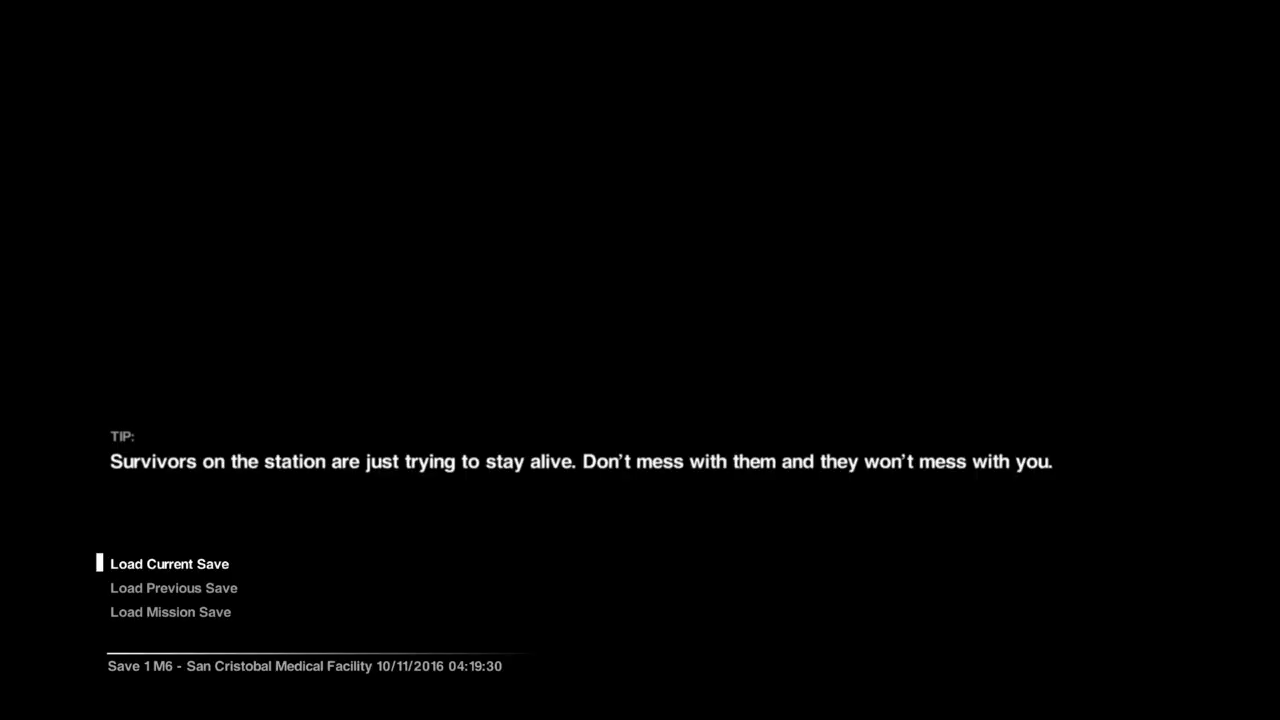 TIP:
Survivors on the station are just trying to stay alive. Don't mess with them and they won't mess with you.
Load Current Save
Load Previous Save
Load Mission Save
Save 1 M6 - San Cristobal Medical Facility 10/11/2016 04:19:30